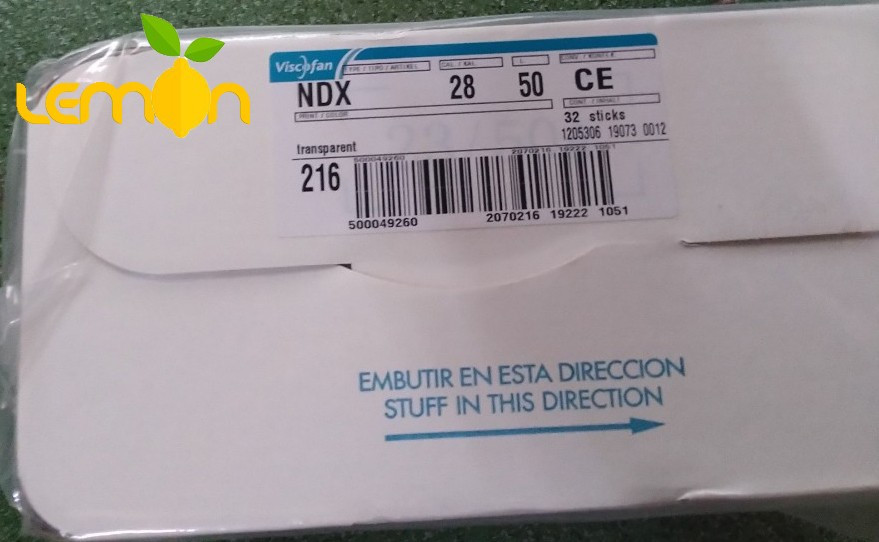 LEMON
Viscofan
TYPE / TIPO / ARTIKEL
CAL. / KAL.
L.
NDX
28
50
CE
PRINT / COLOR
CONT. / INHALT
32 sticks
1205306 19073 0012
transparent
216
500049260
2070216 19222 1051
500049260
2070216 19222 1051
EMBUTIR EN ESTA DIRECCION
STUFF IN THIS DIRECTION